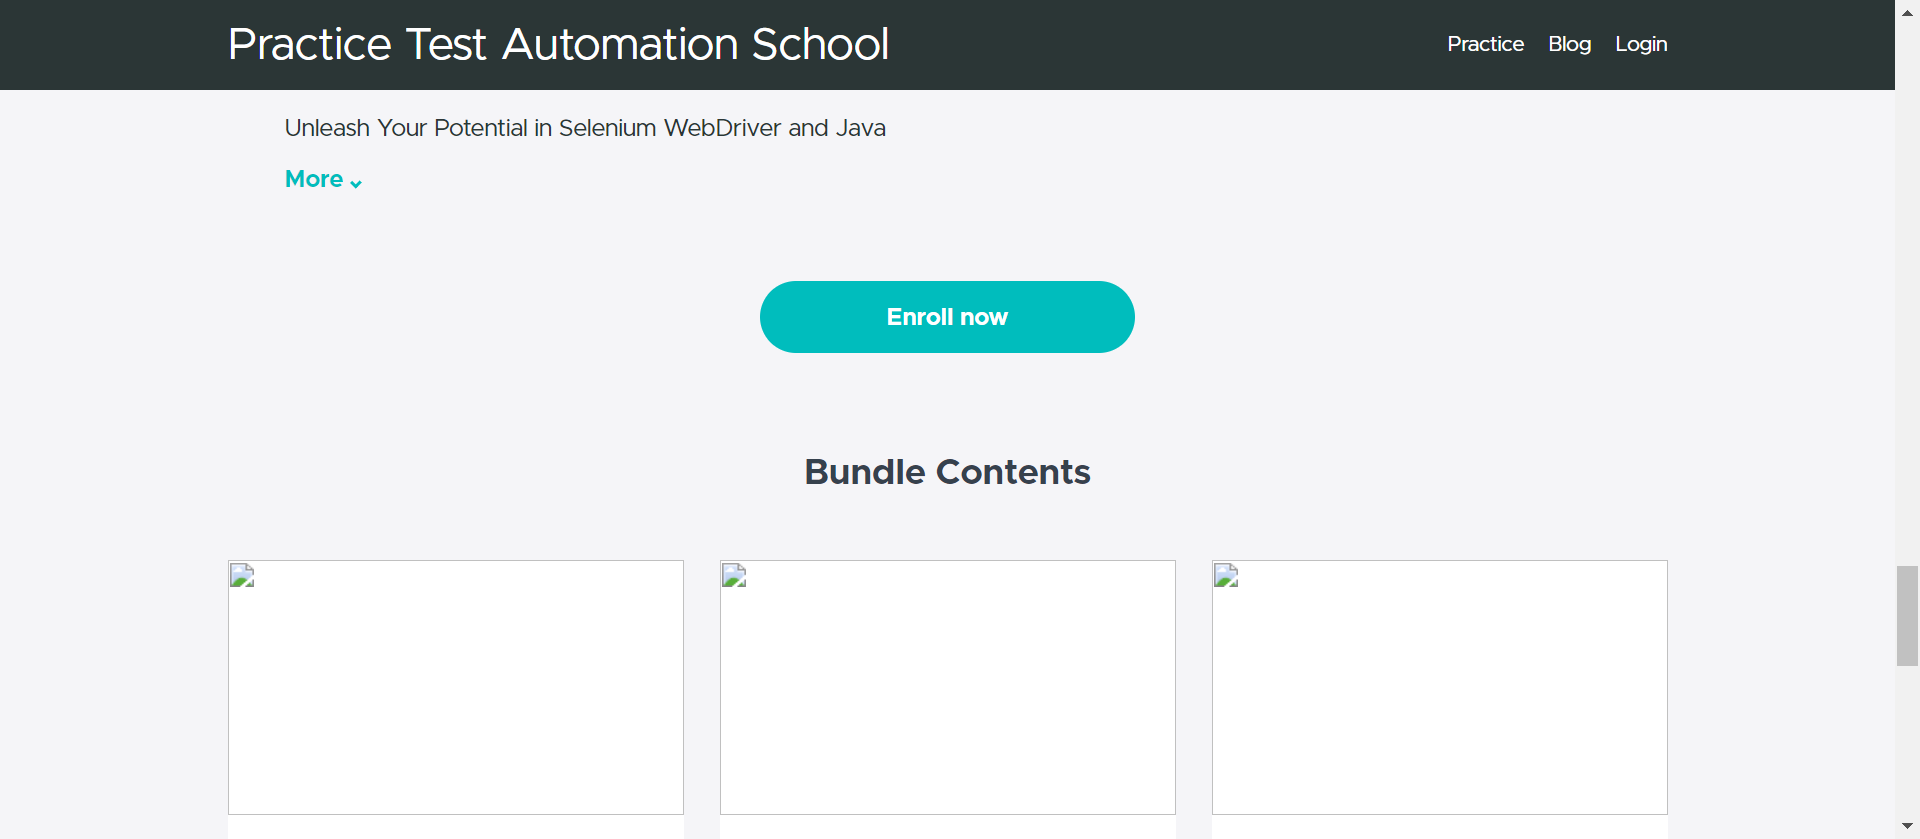 Practice Test Automation School
Practice Blog Login
Unleash Your Potential in Selenium WebDriver and Java
More
Enroll now
Bundle Contents